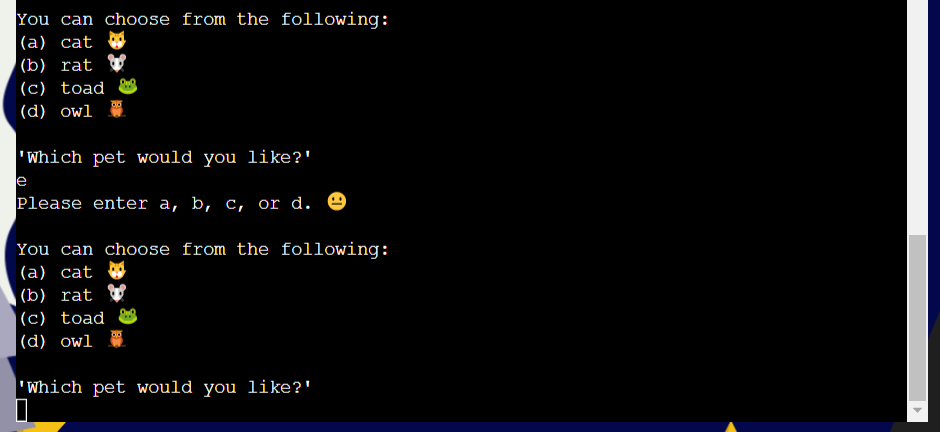 You can choose from the following:
(a) cat 🐱
(b) rat 🐭
(c) toad 🐸
(d) owl 🦉
'Which pet would you like?'
e
Please enter a, b, c, or d. 😐
You can choose from the following:
(a) cat 🐱
(b) rat 🐭
(c) toad 🐸
(d) owl 🦉
'Which pet would you like?'